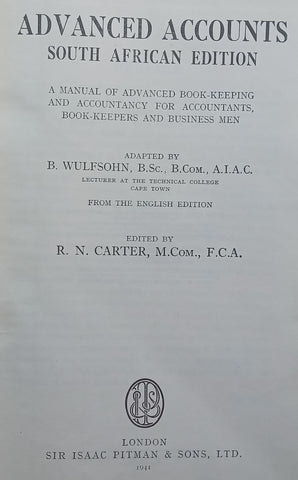 ADVANCED ACCOUNTS
SOUTH AFRICAN EDITION
A MANUAL OF ADVANCED BOOK-KEEPING
AND ACCOUNTANCY FOR ACCOUNTANTS,
BOOK-KEEPERS AND BUSINESS MEN
ADAPTED BY
B. WULFSOHN, B.Sc., B.Com., A.I.A.C.
LECTURER AT THE TECHNICAL COLLEGE
CAPE TOWN
FROM THE ENGLISH EDITION
EDITED BY
R. N. CARTER, M.Com., F.C.A.
LONDON
SIR ISAAC PITMAN & SONS, LTD.
1941